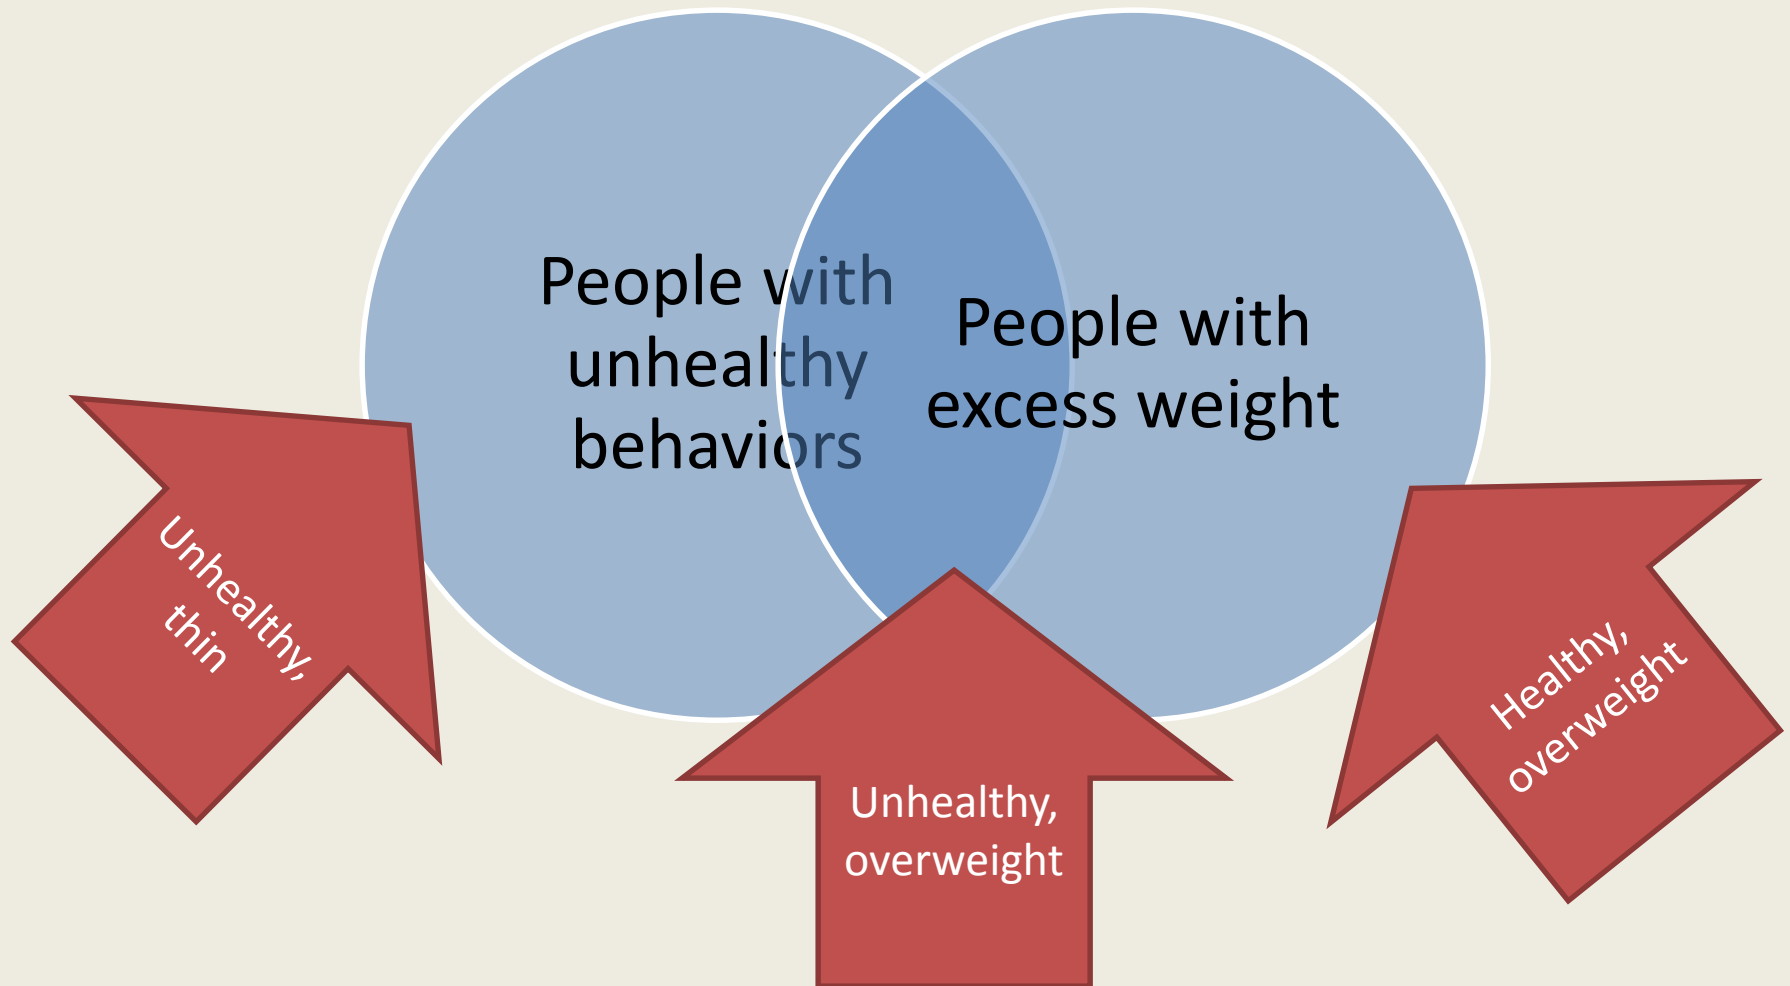 People with
unhealthy
behaviors
People with
excess weight
Unhealthy,
thin
Unhealthy,
overweight
Healthy,
overweight